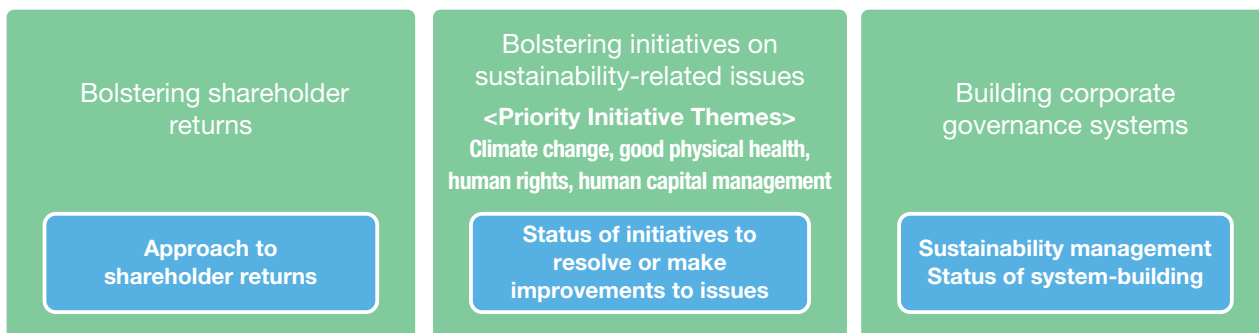 Bolstering shareholder
returns
Approach to
shareholder returns
Bolstering initiatives on
sustainability-related issues
<Priority Initiative Themes>
Climate change, good physical health,
human rights, human capital management
Status of initiatives to
resolve or make
improvements to issues
Building corporate
governance systems
Sustainability management
Status of system-building